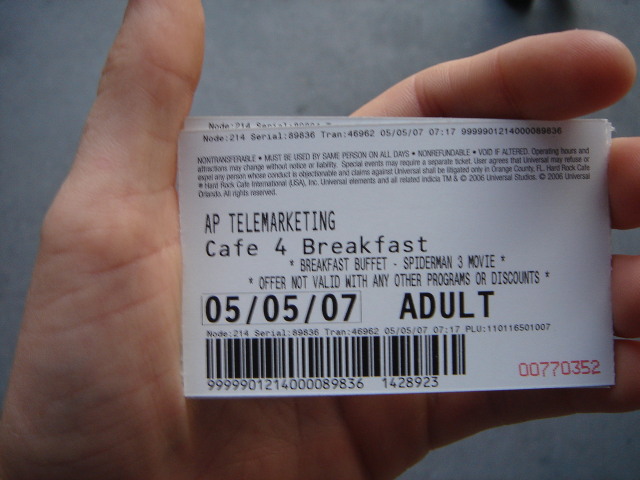 Node:214 Serial:89836
Node:214 Serial:89836 Tran:46962 05/05/07 07:17 9999901214000089836
NONTRANSFERABLE • MUST BE USED BY SAME PERSON ON ALL DAYS • NONREFUNDABLE • VOID IF ALTERED. Operating hours and
attractions may change without notice or liability. Special events may require a separate ticket. User agrees that Universal may refuse or
expel any person whose conduct is objectionable and claims against Universal shall be litigated only in Orange County, FL. Hard Rock Cafe
® Hard Rock Cafe International (USA), Inc. Universal elements and all related indicia TM & © 2006 Universal Studios. © 2006 Universal
Orlando. All rights reserved.
AP TELEMARKETING
Cafe 4 Breakfast
* BREAKFAST BUFFET - SPIDERMAN 3 MOVIE *
* OFFER NOT VALID WITH ANY OTHER PROGRAMS OR DISCOUNTS *
05/05/07 ADULT
Node:214 Serial:89836 Tran:46962 05/05/07 07:17 PLU:110116501007
9999901214000089836 1428923
00770352